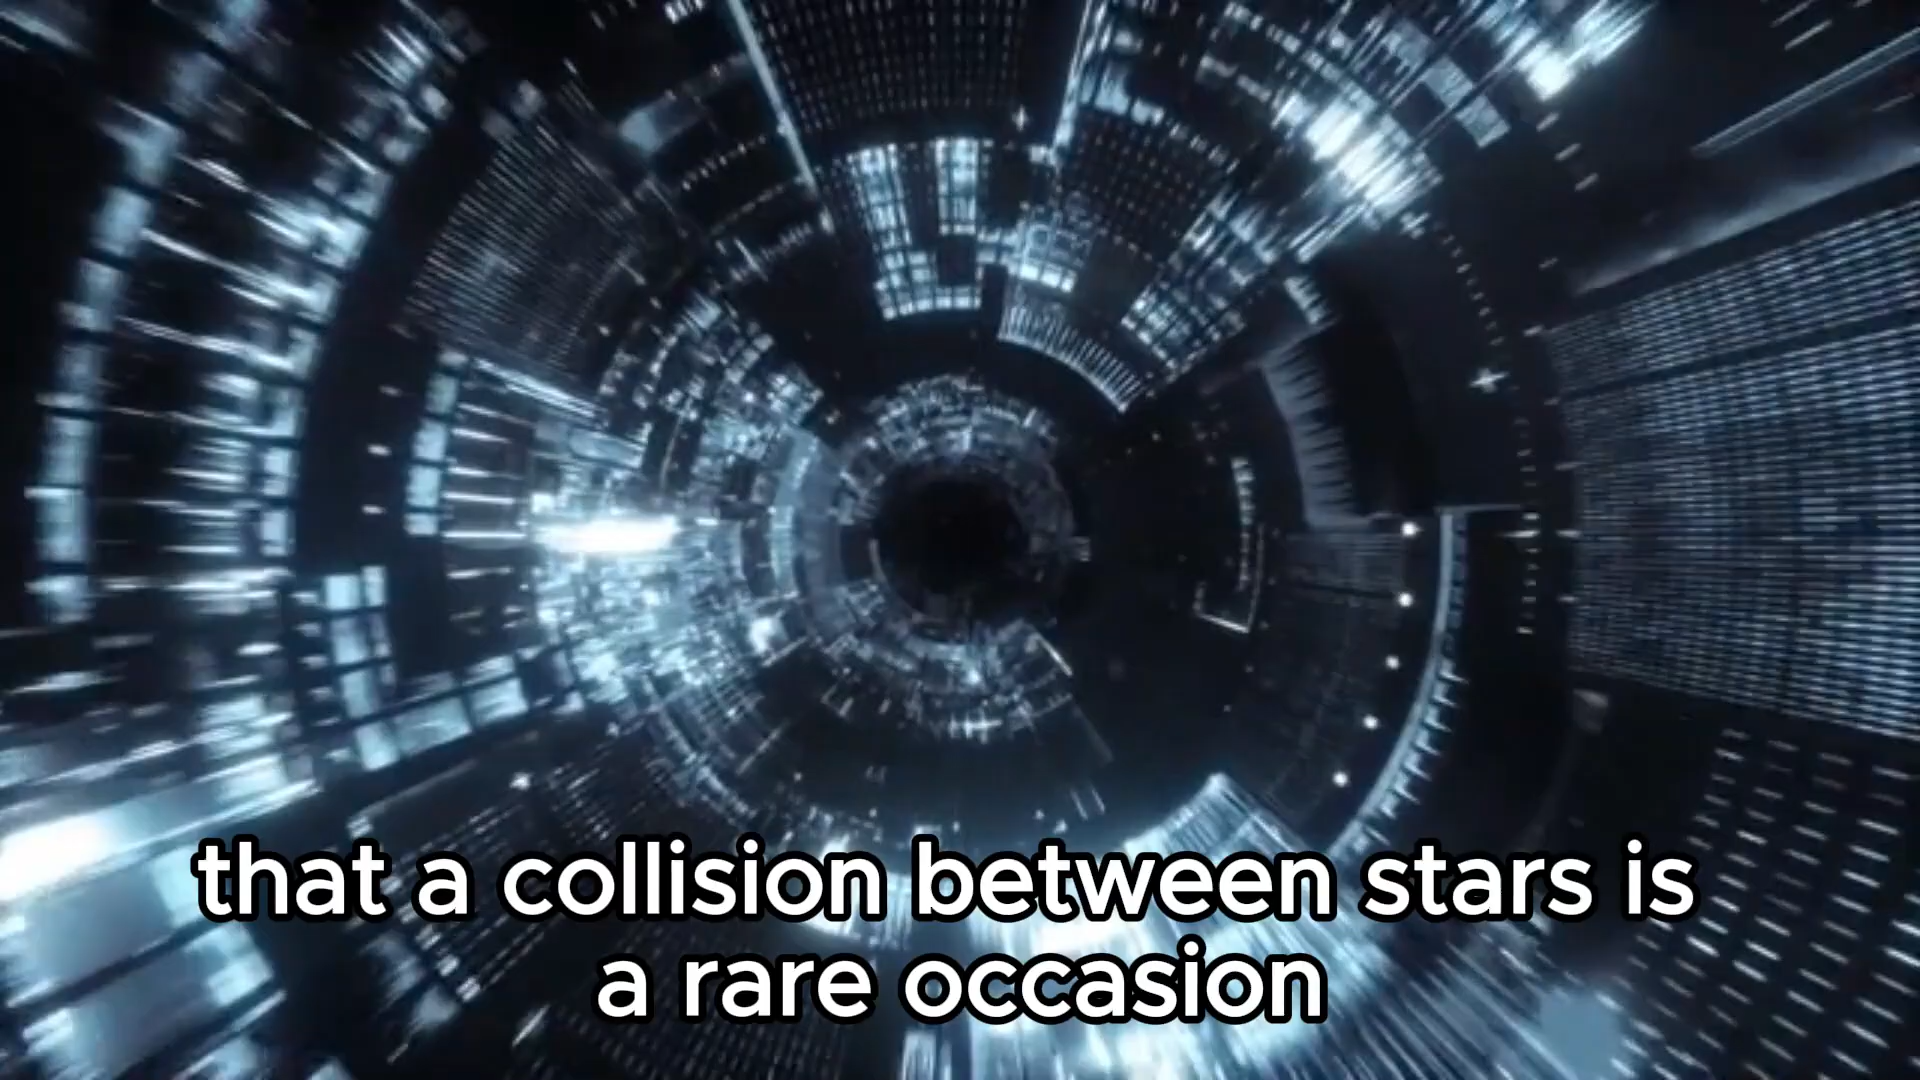 that a collision between stars is
a rare occasion